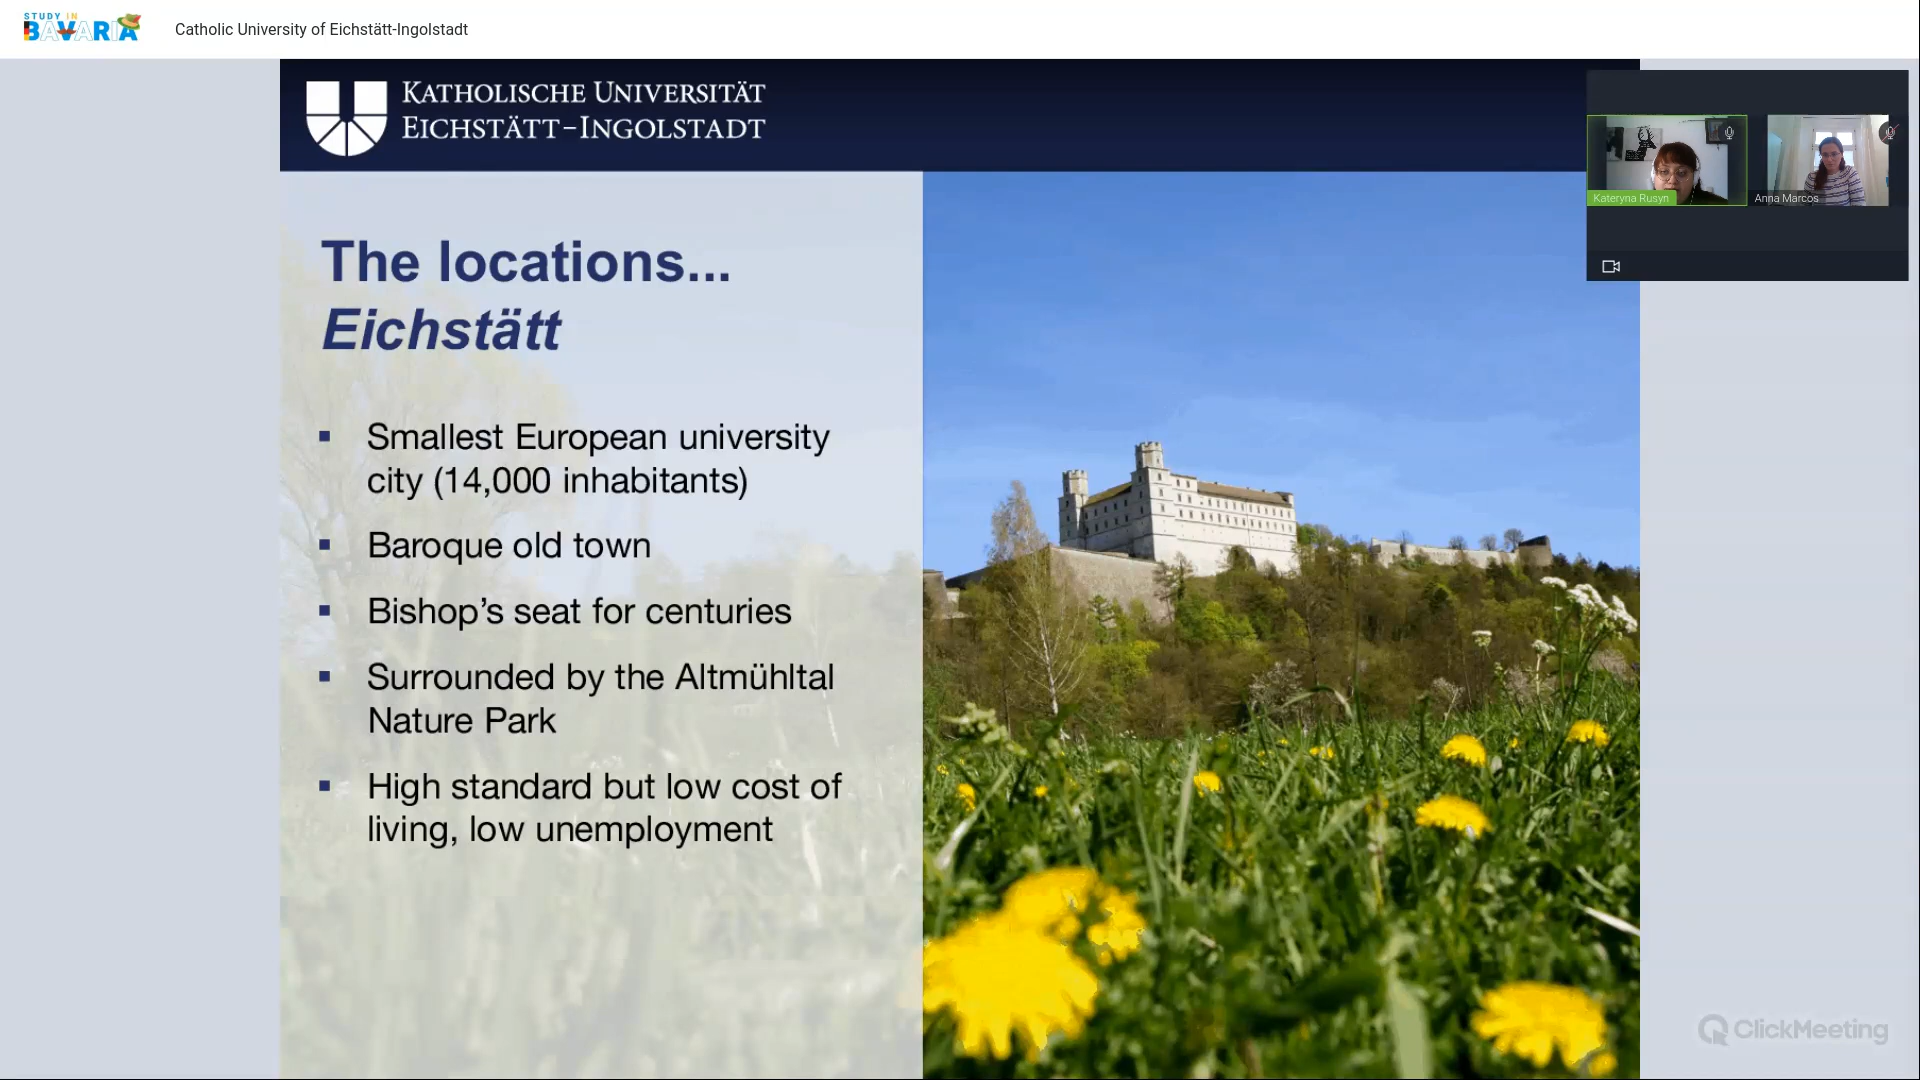 STUDY IN
BAVARIA
Catholic University of Eichstätt-Ingolstadt
KATHOLISCHE UNIVERSITÄT
EICHSTÄTT-INGOLSTADT
Kateryna Rusyn
Anna Marcos
The locations...
Eichstätt
▪ Smallest European university
city (14,000 inhabitants)
▪ Baroque old town
▪ Bishop’s seat for centuries
▪ Surrounded by the Altmühltal
Nature Park
▪ High standard but low cost of
living, low unemployment
ClickMeeting